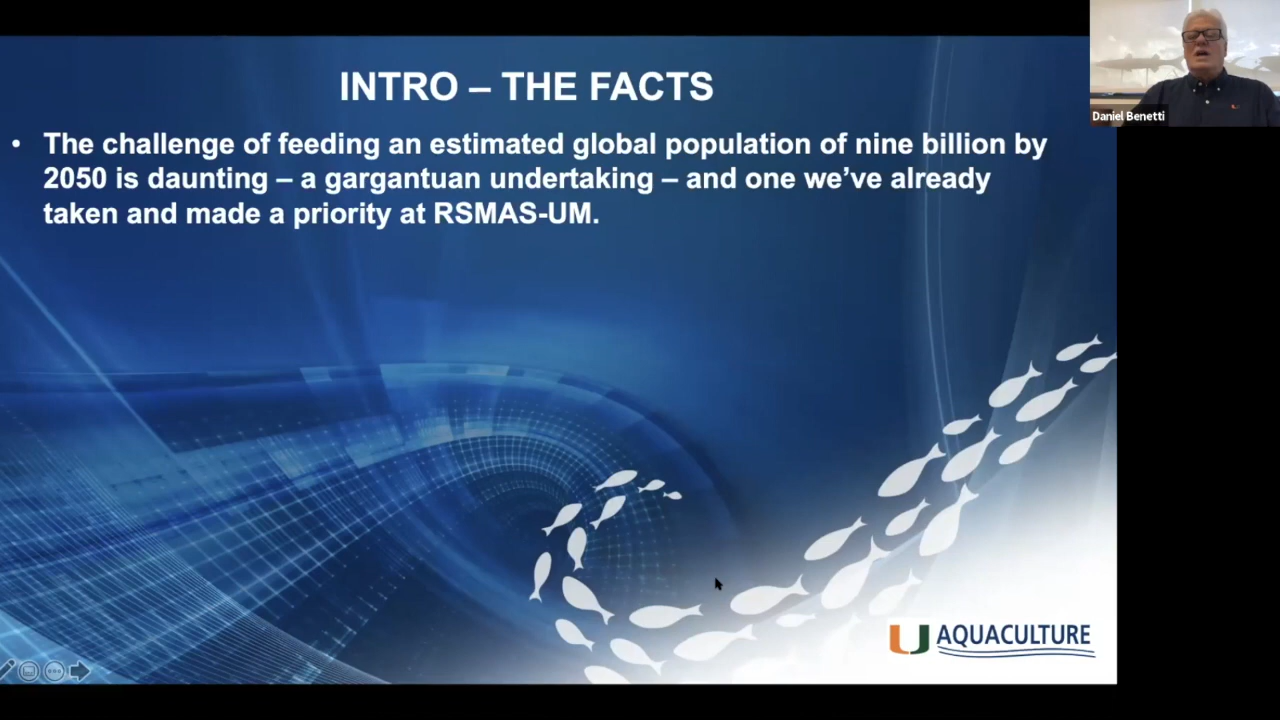 INTRO – THE FACTS
• The challenge of feeding an estimated global population of nine billion by
2050 is daunting – a gargantuan undertaking – and one we’ve already
taken and made a priority at RSMAS-UM.
Daniel Benetti
U AQUACULTURE